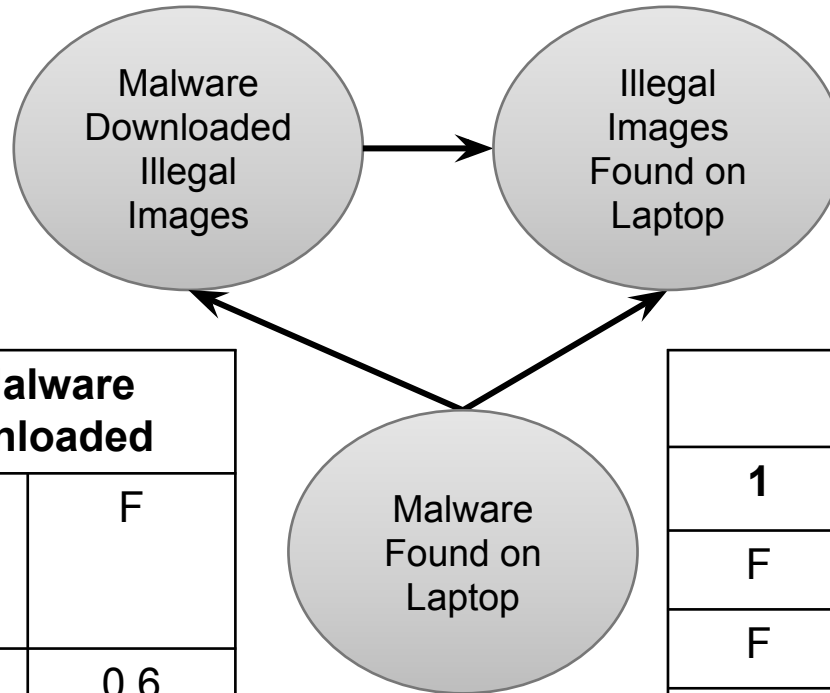 Malware
Downloaded
Illegal
Images
Illegal
Images
Found on
Laptop
alware
nloaded
F
0.6
Malware
Found on
Laptop
1
F
F